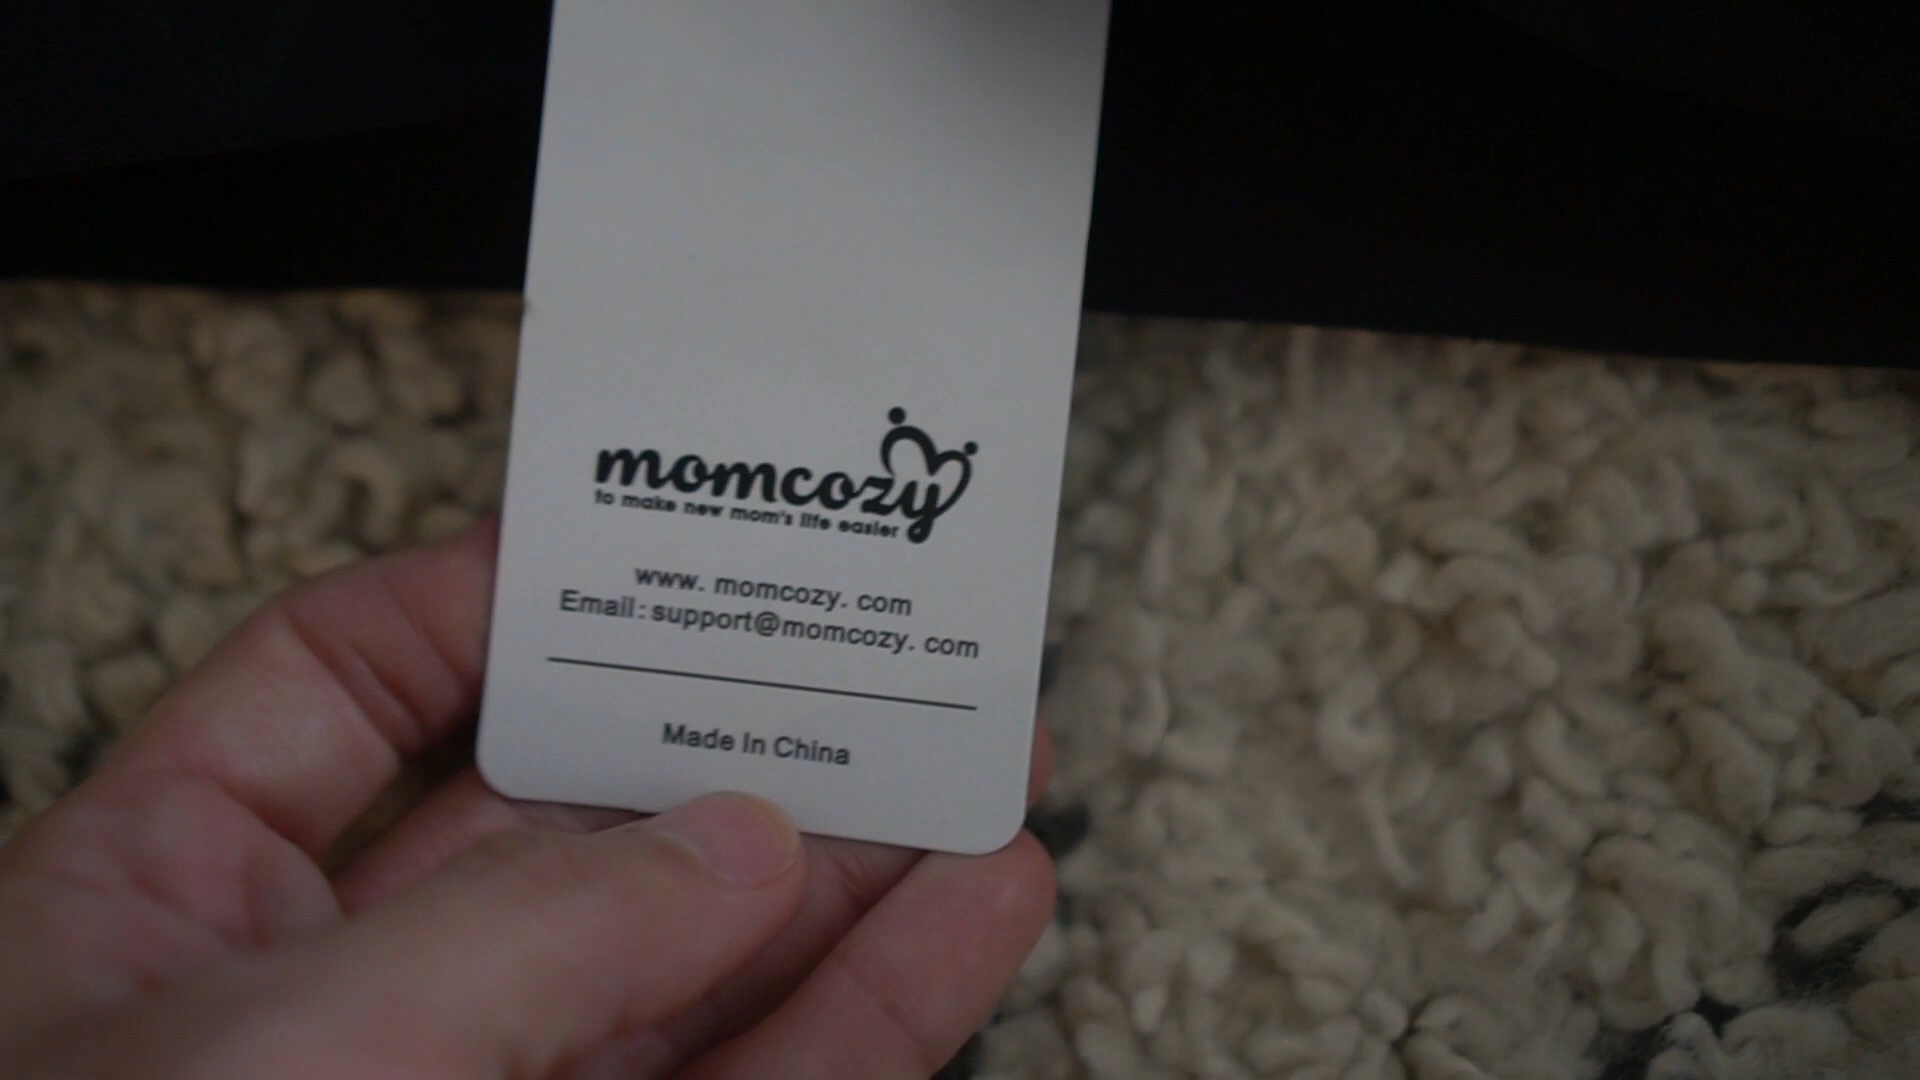 momcozy
to make new mom's life easier
www. momcozy. com
Email:support@momcozy. com
Made In China